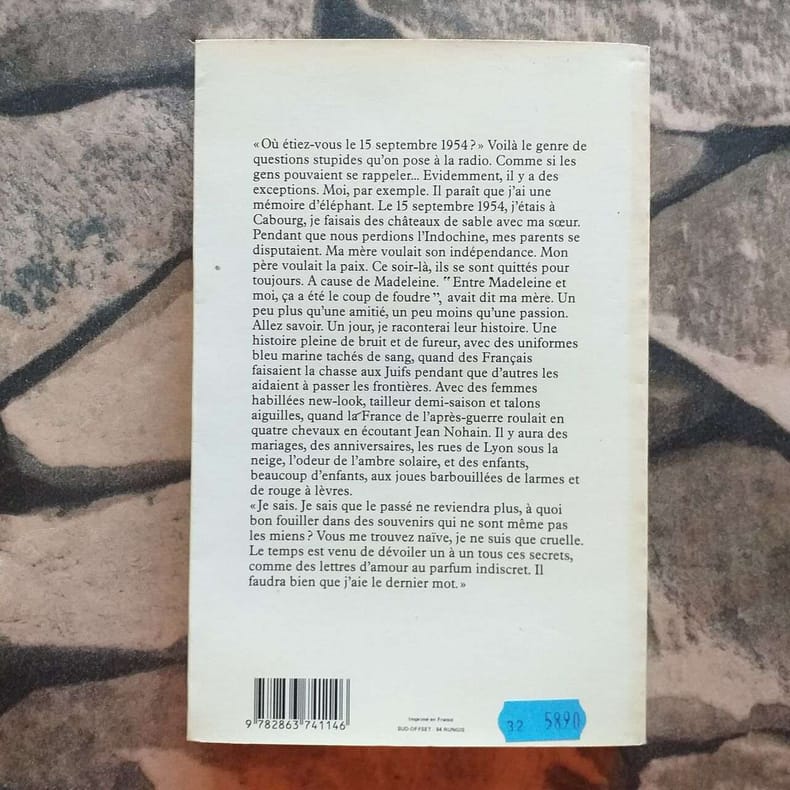 «Où étiez-vous le 15 septembre 1954?» Voilà le genre de
questions stupides qu'on pose à la radio. Comme si les
gens pouvaient se rappeler... Evidemment, il y a des
exceptions. Moi, par exemple. Il paraît que j'ai une
mémoire d'éléphant. Le 15 septembre 1954, j'étais à
Cabourg, je faisais des châteaux de sable avec ma sœur.
Pendant que nous perdions l'Indochine, mes parents se
disputaient. Ma mère voulait son indépendance. Mon
père voulait la paix. Ce soir-là, ils se sont quittés pour
toujours. A cause de Madeleine. "Entre Madeleine et
moi, ça a été le coup de foudre", avait dit ma mère. Un
peu plus qu'une amitié, un peu moins qu'une passion.
Allez savoir. Un jour, je raconterai leur histoire. Une
histoire pleine de bruit et de fureur, avec des uniformes
bleu marine tachés de sang, quand des Français
faisaient la chasse aux Juifs pendant que d'autres les
aidaient à passer les frontières. Avec des femmes
habillées new-look, tailleur demi-saison et talons
aiguilles, quand la France de l'après-guerre roulait en
quatre chevaux en écoutant Jean Nohain. Il y aura des
mariages, des anniversaires, les rues de Lyon sous la
neige, l'odeur de l'ambre solaire, et des enfants,
beaucoup d'enfants, aux joues barbouillées de larmes et
de rouge à lèvres.
«Je sais. Je sais que le passé ne reviendra plus, à quoi
bon fouiller dans des souvenirs qui ne sont même pas
les miens? Vous me trouvez naïve, je ne suis que cruelle.
Le temps est venu de dévoiler un à un tous ces secrets,
comme des lettres d'amour au parfum indiscret. Il
faudra bien que j'aie le dernier mot.»
9 782863 741146
Imprimé en France
SUD-OFFSET - 94 RUNGIS
32 5890